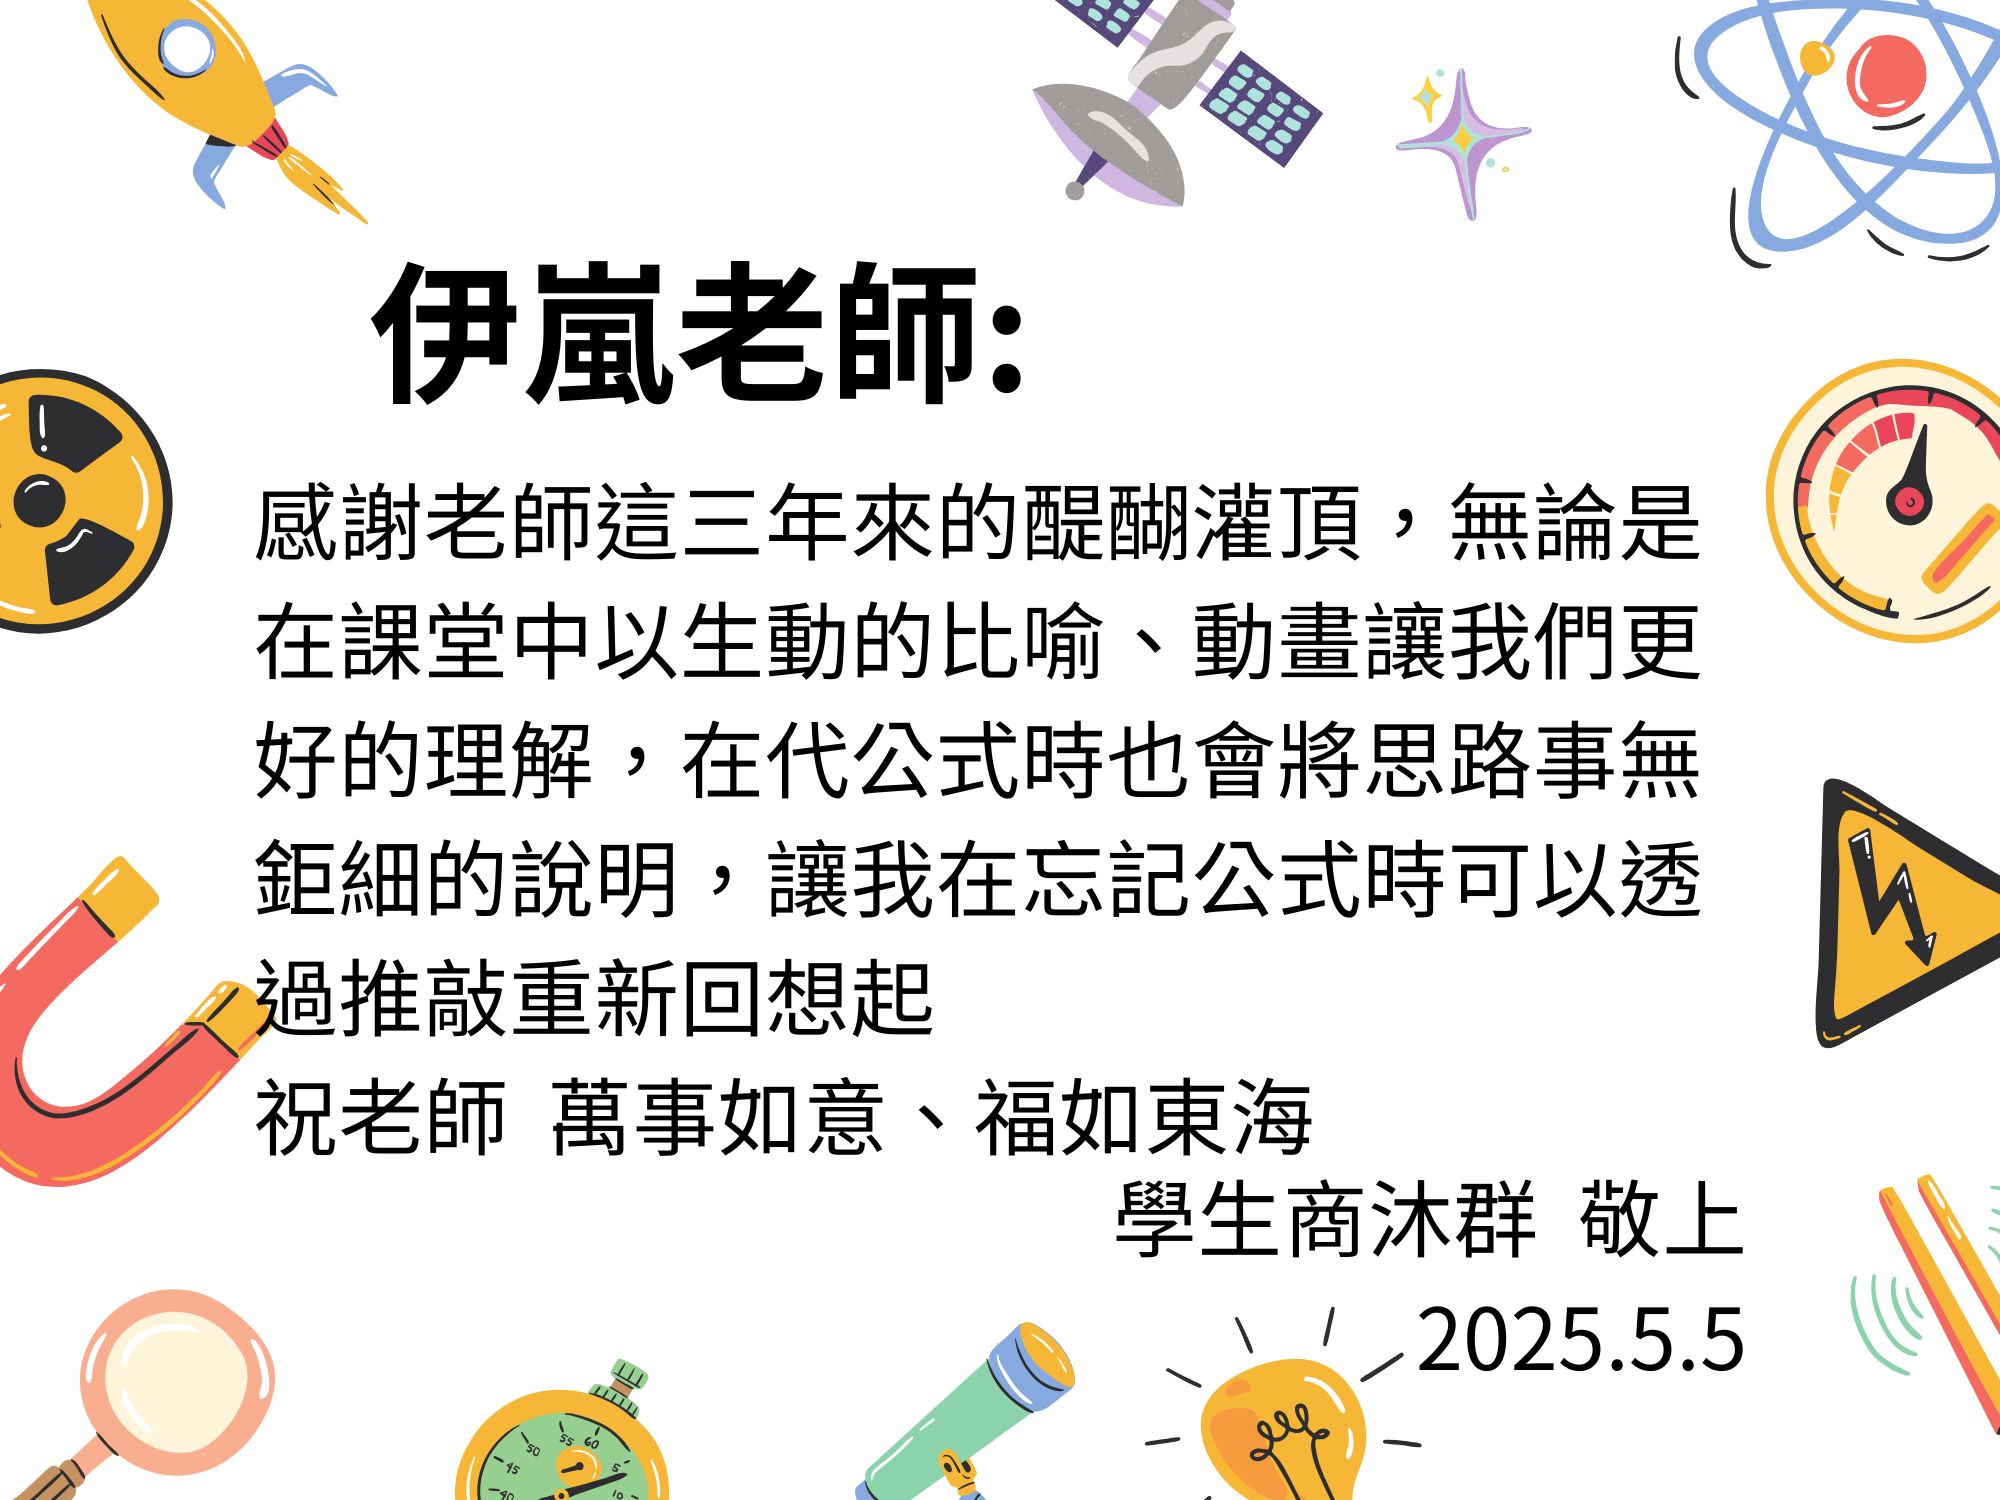 伊嵐老師:
感謝老師這三年來的醍醐灌頂，無論是
在課堂中以生動的比喻、動畫讓我們更
好的理解，在代公式時也會將思路事無
鉅細的說明，讓我在忘記公式時可以透
過推敲重新回想起
祝老師 萬事如意、福如東海
學生商沐群 敬上
2025.5.5
40
45
50
55
60
5
10